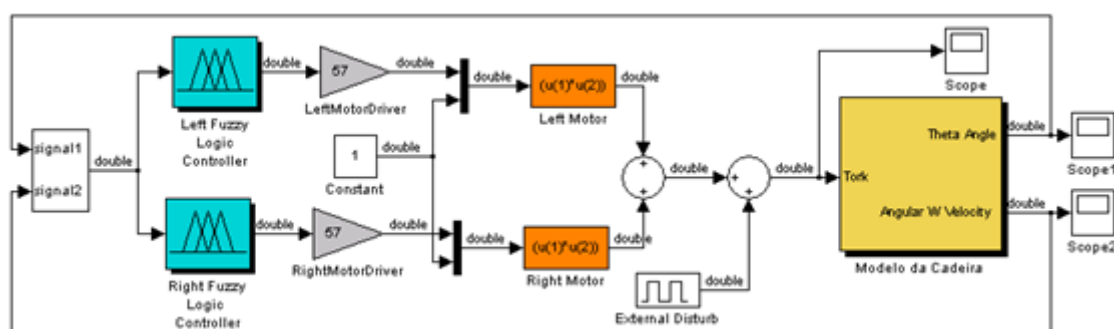 double
57
double
LeftMotorDriver
Left Fuzzy
Logic
Controller
double
(u(1)*u(2))
Left Motor
double
Scope
signal1
signal2
double
1
Constant
double
+
+
double
+
+
double
Tork
Theta Angle
Angular W Velocity
Modelo da Cadeira
double
Scope1
double
Scope2
double
57
double
RightMotorDriver
Right Fuzzy
Logic
Controller
double
(u(1)*u(2))
Right Motor
double
double
External Disturb